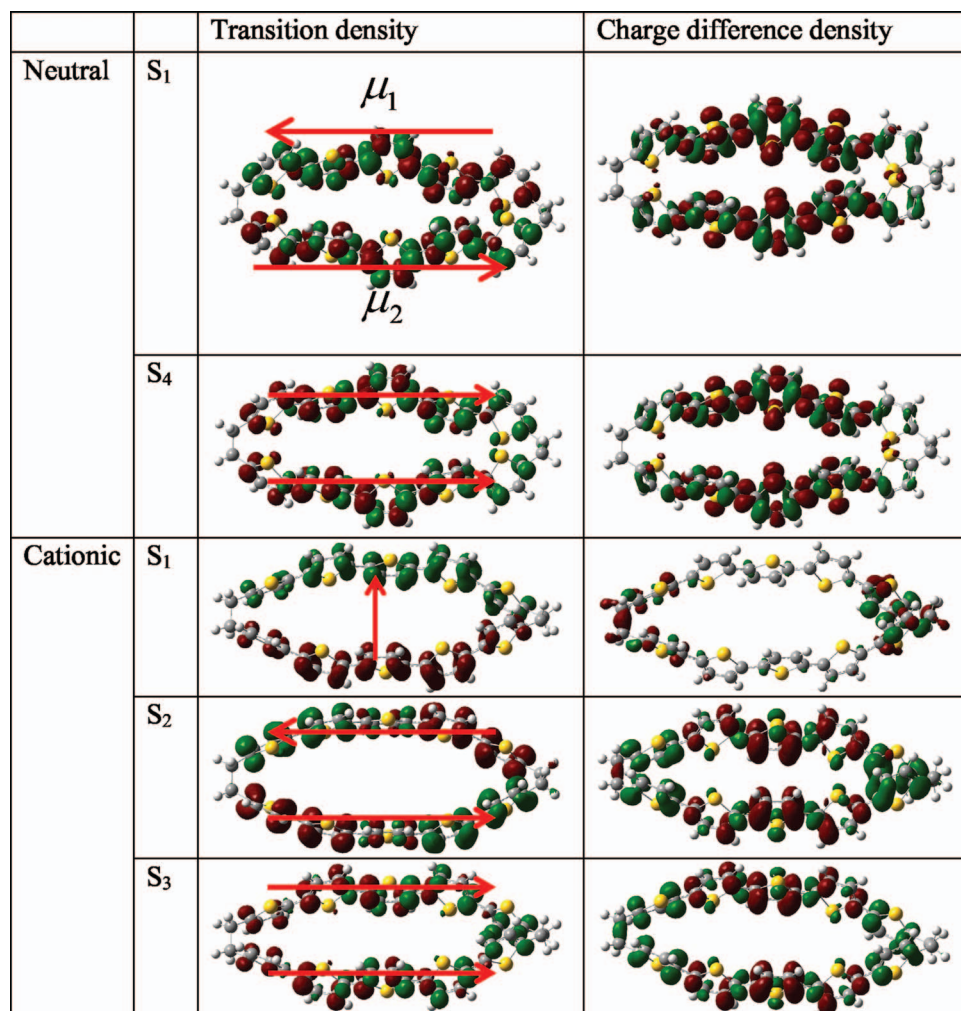 Transition density
Charge difference density
Neutral
S₁
μ₁
μ₂
S₄
Cationic
S₁
S₂
S₃